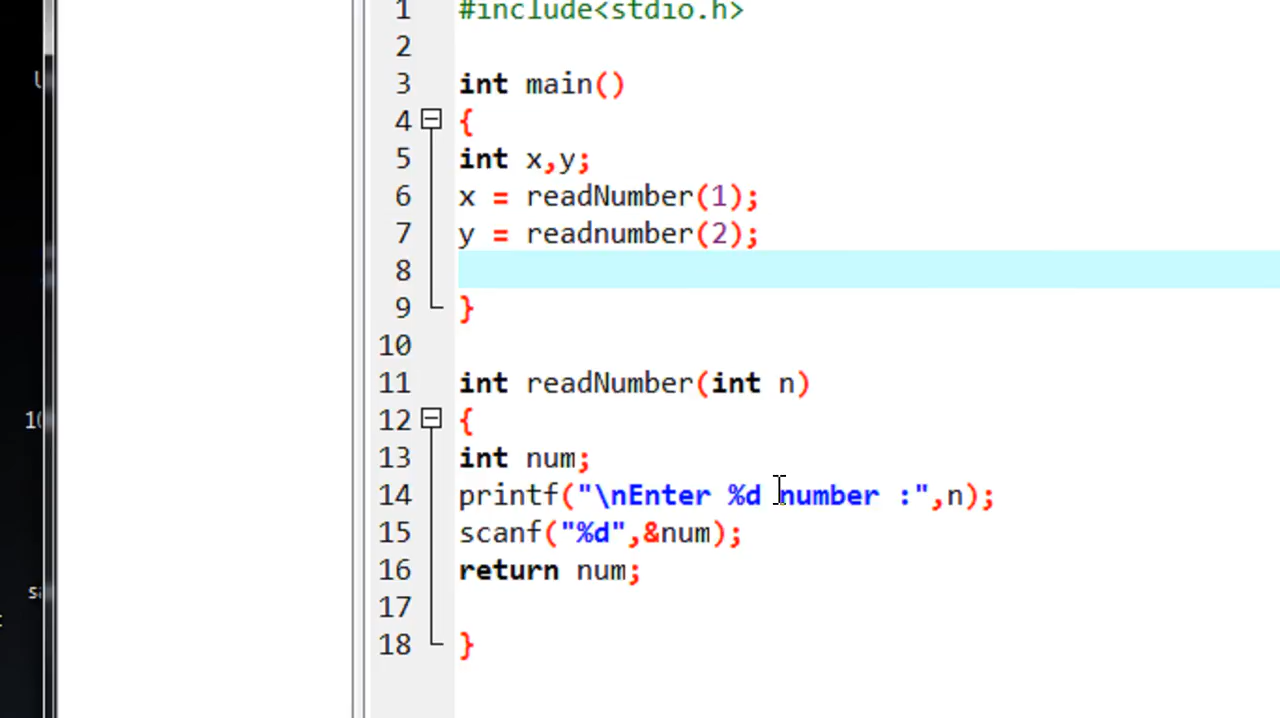 1 #include<stdio.h>
2
3 int main()
4 {
5 int x,y;
6 x = readNumber(1);
7 y = readnumber(2);
8
9 }
10
11 int readNumber(int n)
12 {
13 int num;
14 printf("\nEnter %d number :",n);
15 scanf("%d",&num);
16 return num;
17
18 }